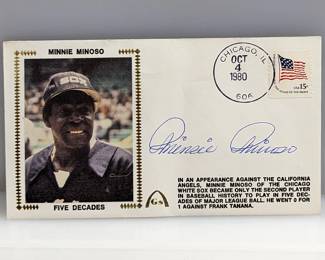 MINNIE MINOSO
SOX
FIVE DECADES
CHICAGO, IL
OCT
4
1980
606
USA 15c
Minnie Minoso
Gs
IN AN APPEARANCE AGAINST THE CALIFORNIA
ANGELS, MINNIE MINOSO OF THE CHICAGO
WHITE SOX BECAME ONLY THE SECOND PLAYER
IN BASEBALL HISTORY TO PLAY IN FIVE DEC-
ADES OF MAJOR LEAGUE BALL. HE WENT 0 FOR
1 AGAINST FRANK TANANA.